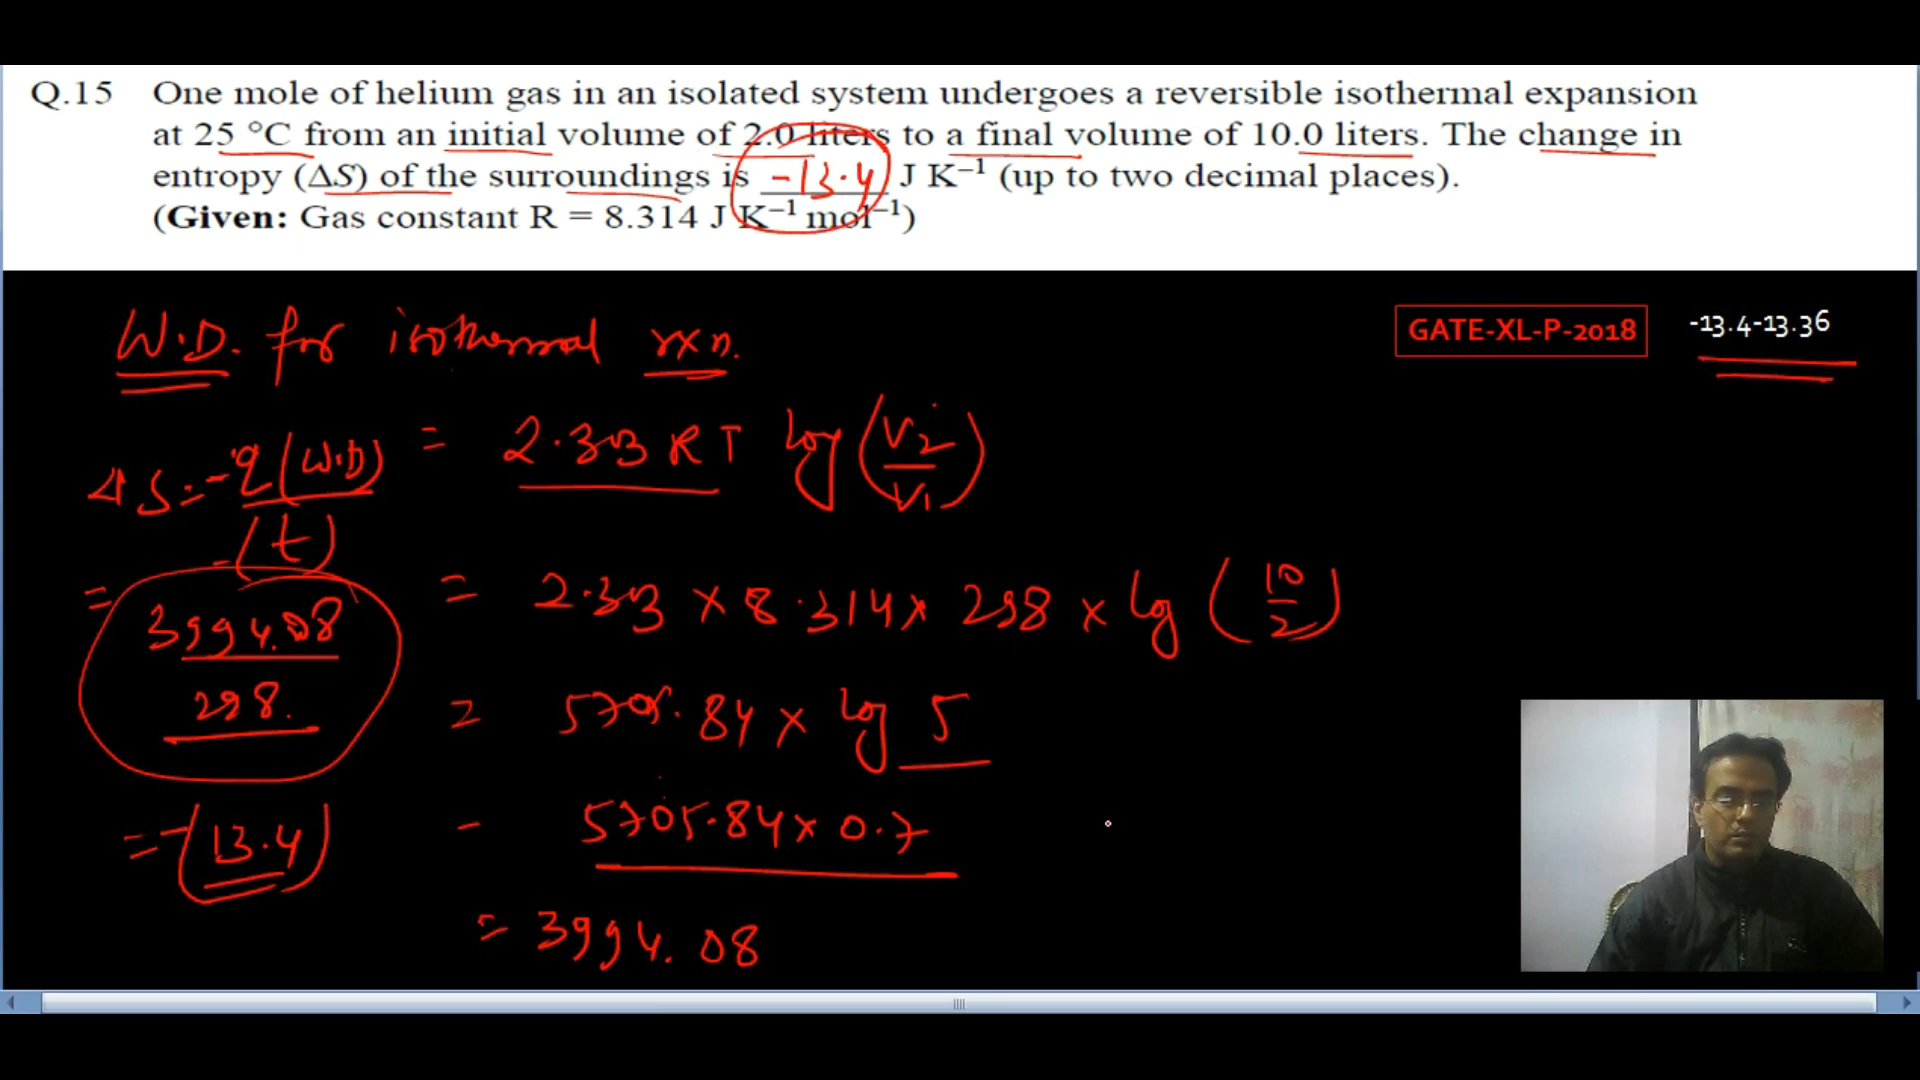 Q.15 One mole of helium gas in an isolated system undergoes a reversible isothermal expansion
at 25 °C from an initial volume of 2.0 liters to a final volume of 10.0 liters. The change in
entropy (ΔS) of the surroundings is -13.4 J K⁻¹ (up to two decimal places).
(Given: Gas constant R = 8.314 J K⁻¹ mol⁻¹)
GATE-XL-P-2018 -13.4-13.36
W.D. for isothermal rxn.
= 2.303 R T log (V2/V1)
ΔS = -q (W.D)
-(t)
= 3994.08
298.
= -(13.4)
= 2.303 x 8.314 x 298 x log (10/2)
= 5705.84 x log 5
- 5705.84 x 0.7
= 3994.08